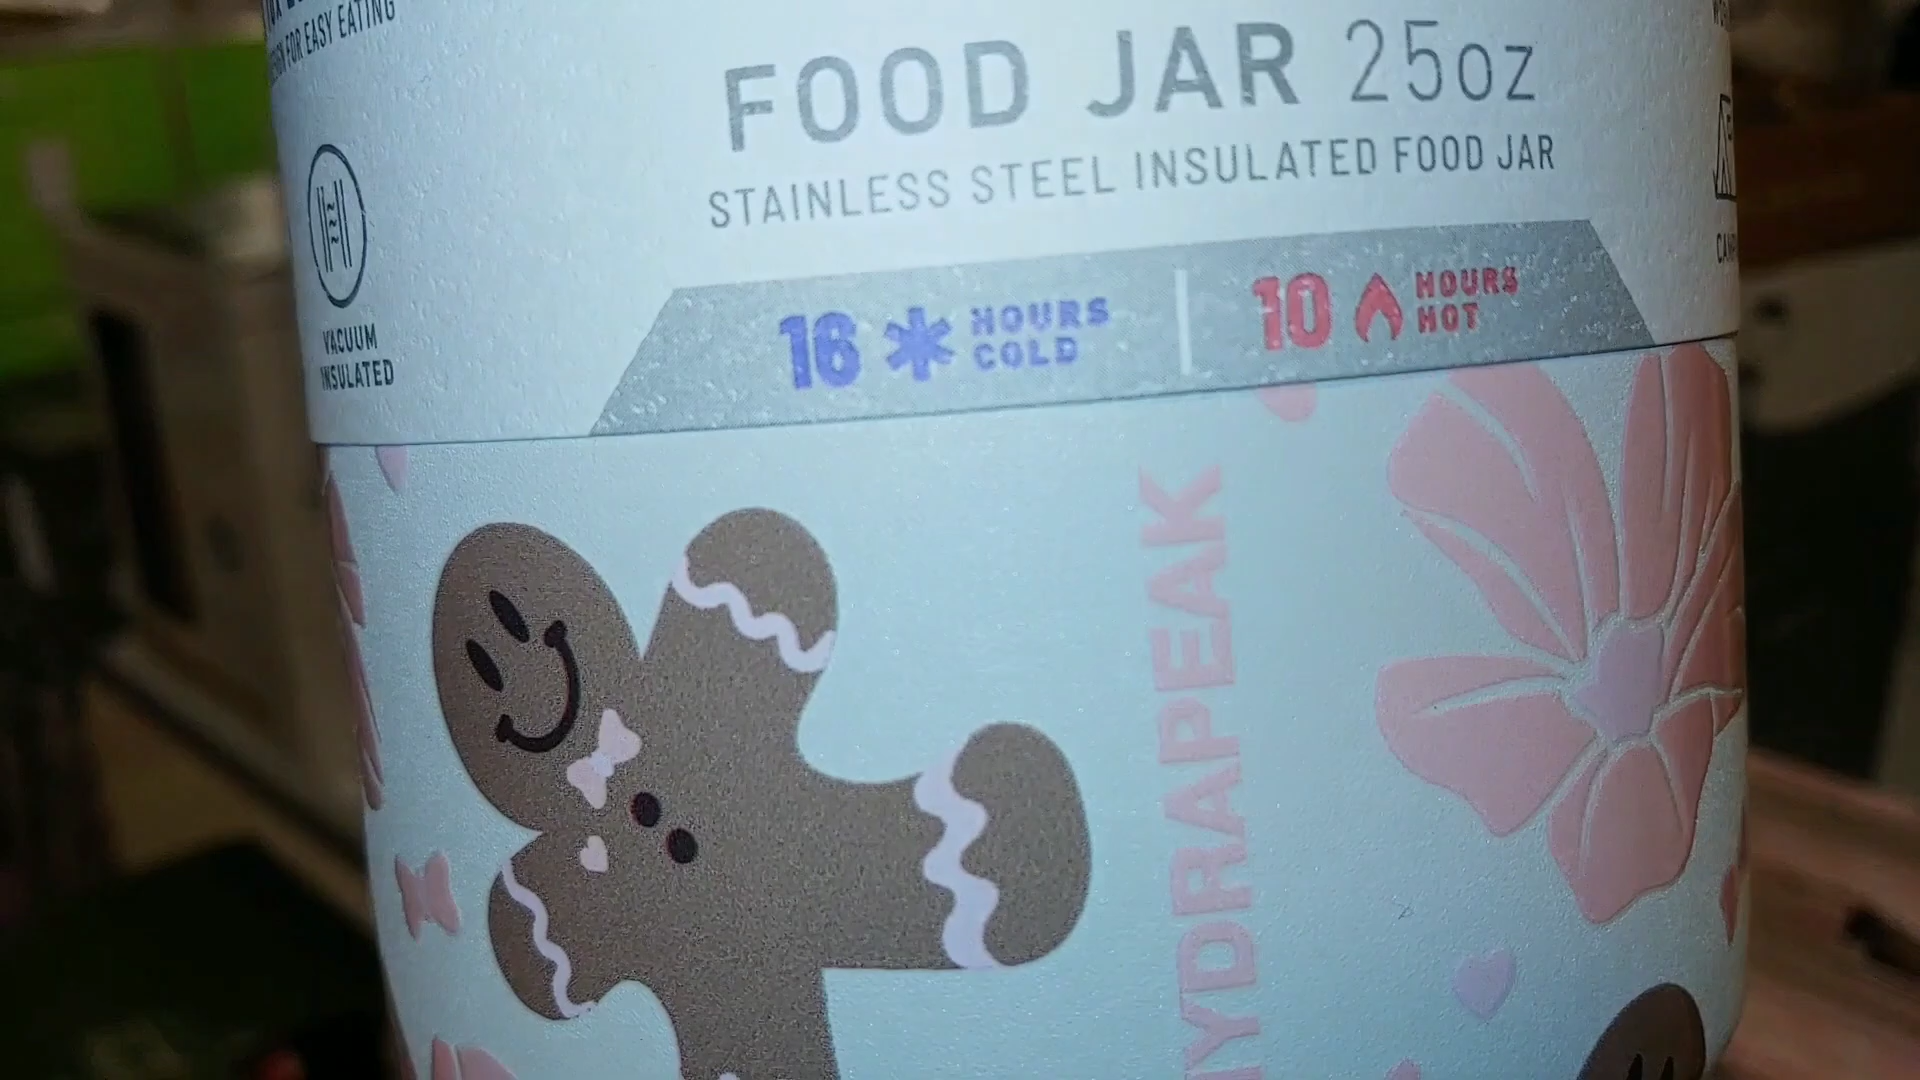 FOR EASY EATING
FOOD JAR 25oz
STAINLESS STEEL INSULATED FOOD JAR
16 HOURS COLD
10 HOURS HOT
VACUUM
INSULATED
HYDRAPEAK